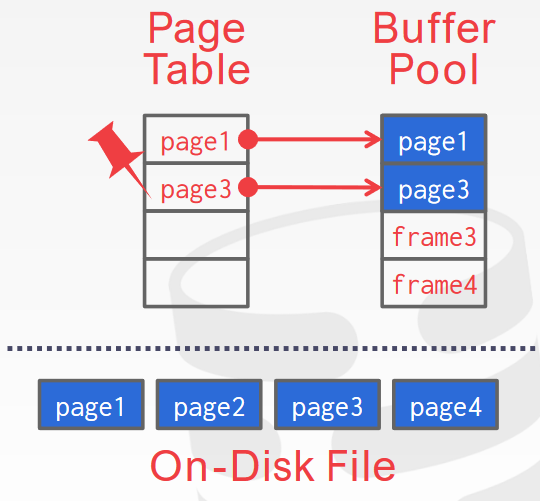 Page
Table
Buffer
Pool
page1
page3
page1
page3
frame3
frame4
page1 page2 page3 page4
On-Disk File